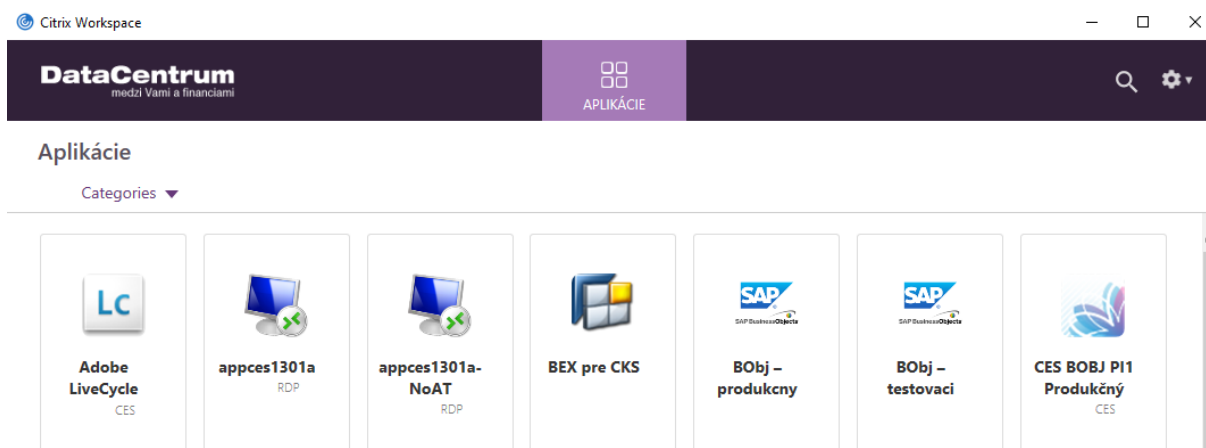 Citrix Workspace
DataCentrum
medzi Vami a financiami
APLIKÁCIE
Aplikácie
Categories
Lc
SAP
SAP BusinessObjects
SAP
SAP BusinessObjects
Adobe LiveCycle
CES
appces1301a
RDP
appces1301a-NoAT
RDP
BEX pre CKS
BObj – produkcny
BObj – testovaci
CES BOBJ PI1 Produkčný
CES